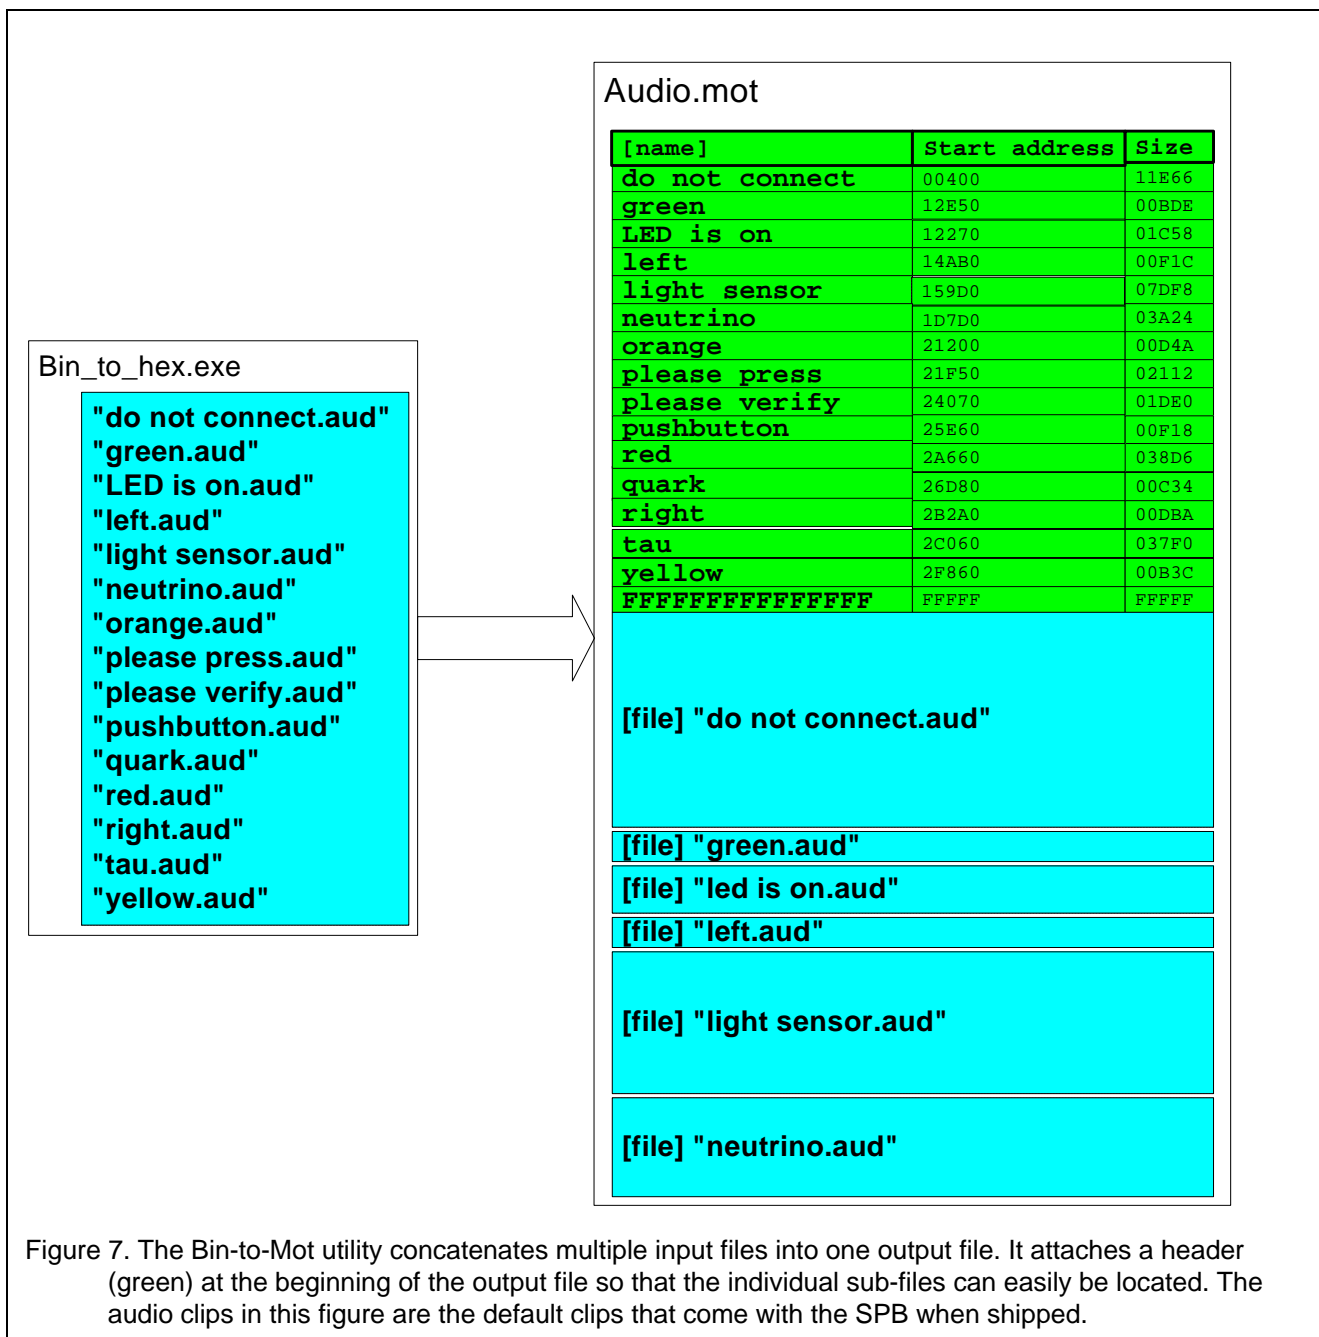 Audio.mot
[name] Start address Size
do not connect 00400 11E66
green 12E50 00BDE
LED is on 12270 01C58
left 14AB0 00F1C
light sensor 159D0 07DF8
neutrino 1D7D0 03A24
orange 21200 00D4A
please press 21F50 02112
please verify 24070 01DE0
pushbutton 25E60 00F18
red 2A660 038D6
quark 26D80 00C34
right 2B2A0 00DBA
tau 2C060 037F0
yellow 2F860 00B3C
FFFFFFFFFFFFFFF FFFFF FFFFF
Bin_to_hex.exe
"do not connect.aud"
"green.aud"
"LED is on.aud"
"left.aud"
"light sensor.aud"
"neutrino.aud"
"orange.aud"
"please press.aud"
"please verify.aud"
"pushbutton.aud"
"quark.aud"
"red.aud"
"right.aud"
"tau.aud"
"yellow.aud"
[file] "do not connect.aud"
[file] "green.aud"
[file] "led is on.aud"
[file] "left.aud"
[file] "light sensor.aud"
[file] "neutrino.aud"
Figure 7. The Bin-to-Mot utility concatenates multiple input files into one output file. It attaches a header
(green) at the beginning of the output file so that the individual sub-files can easily be located. The
audio clips in this figure are the default clips that come with the SPB when shipped.